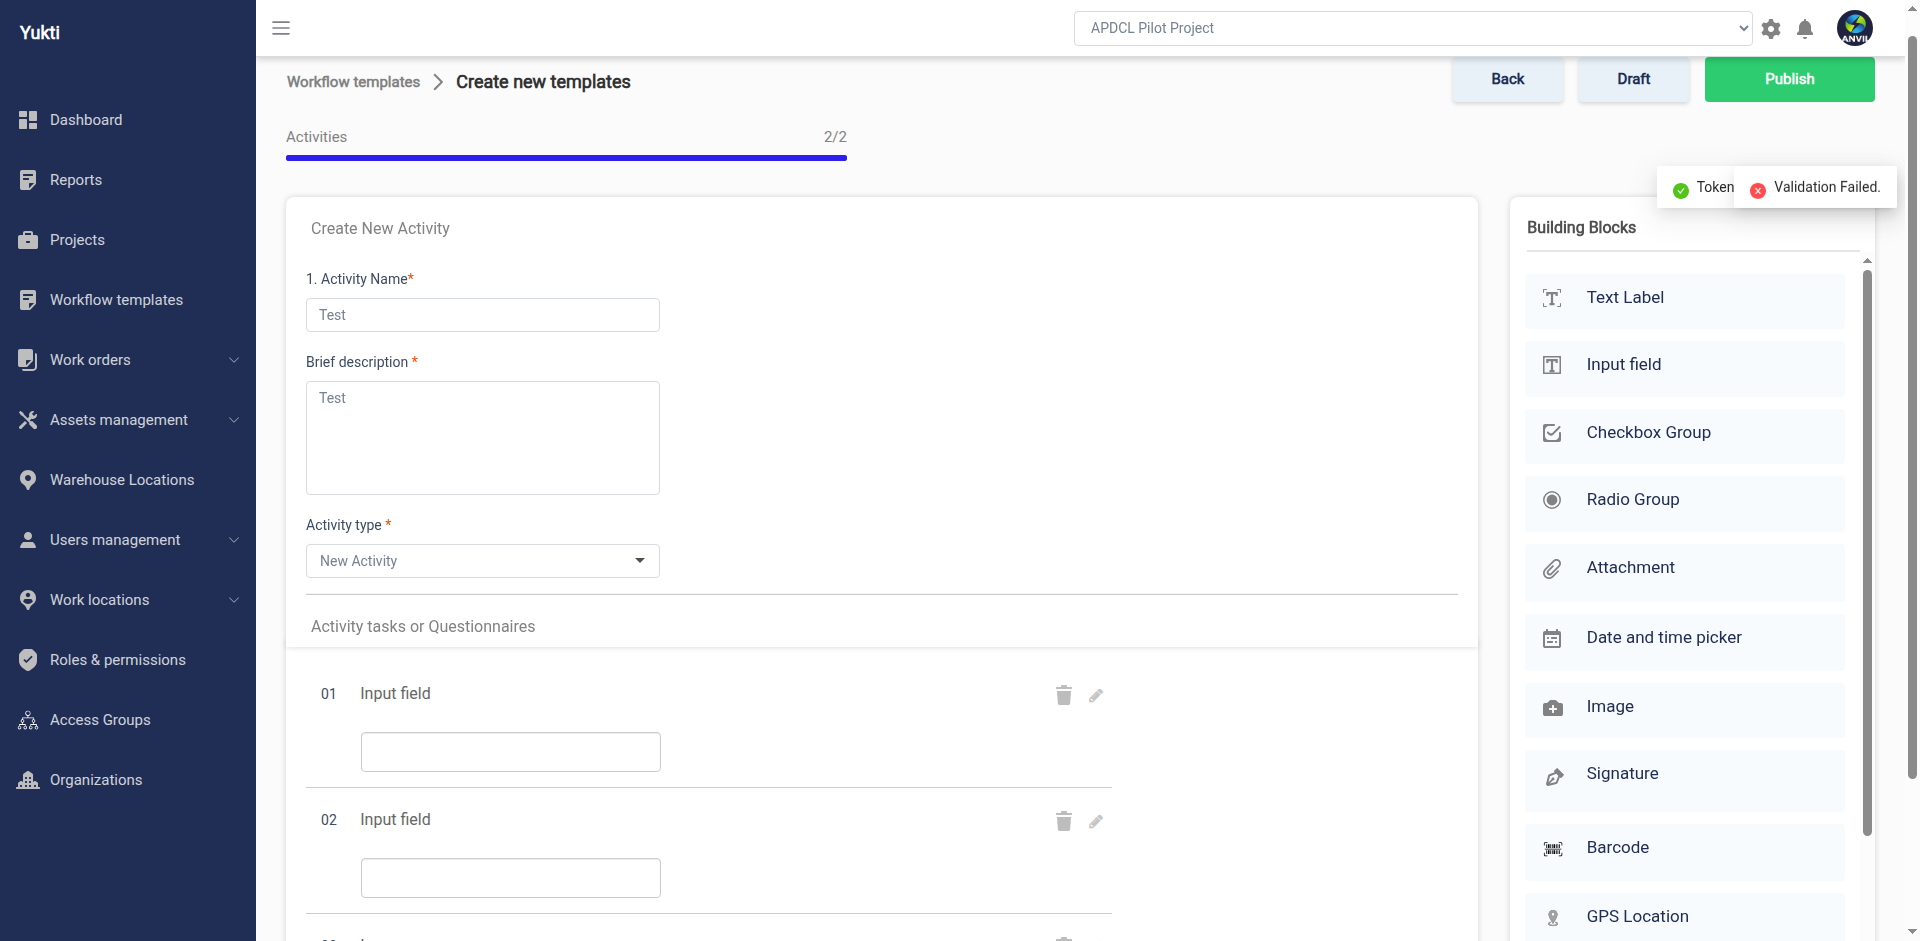 Yukti
APDCL Pilot Project
ANVIL
Workflow templates
Create new templates
Back
Draft
Publish
Activities
2/2
Token
Validation Failed.
Dashboard
Reports
Projects
Workflow templates
Work orders
Assets management
Warehouse Locations
Users management
Work locations
Roles & permissions
Access Groups
Organizations
Create New Activity
1. Activity Name*
Test
Brief description *
Test
Activity type *
New Activity
Activity tasks or Questionnaires
01 Input field
02 Input field
Building Blocks
Text Label
Input field
Checkbox Group
Radio Group
Attachment
Date and time picker
Image
Signature
Barcode
GPS Location